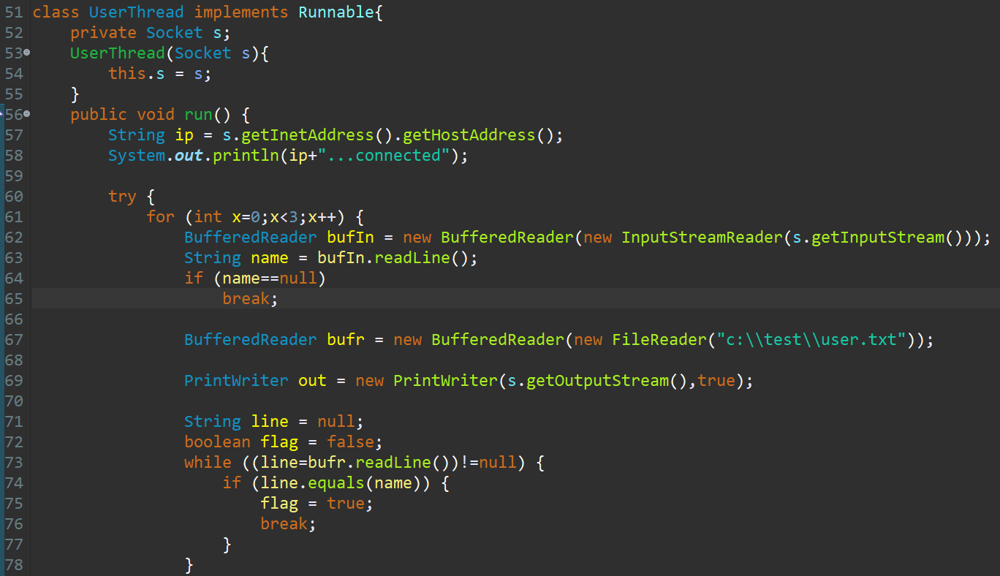 51 class UserThread implements Runnable{
52     private Socket s;
53     UserThread(Socket s){
54         this.s = s;
55     }
56     public void run() {
57         String ip = s.getInetAddress().getHostAddress();
58         System.out.println(ip+"...connected");
59
60         try {
61             for (int x=0;x<3;x++) {
62                 BufferedReader bufIn = new BufferedReader(new InputStreamReader(s.getInputStream()));
63                 String name = bufIn.readLine();
64                 if (name==null)
65                     break;
66
67                 BufferedReader bufr = new BufferedReader(new FileReader("c:\\test\\user.txt"));
68
69                 PrintWriter out = new PrintWriter(s.getOutputStream(),true);
70
71                 String line = null;
72                 boolean flag = false;
73                 while ((line=bufr.readLine())!=null) {
74                     if (line.equals(name)) {
75                         flag = true;
76                         break;
77                     }
78                 }